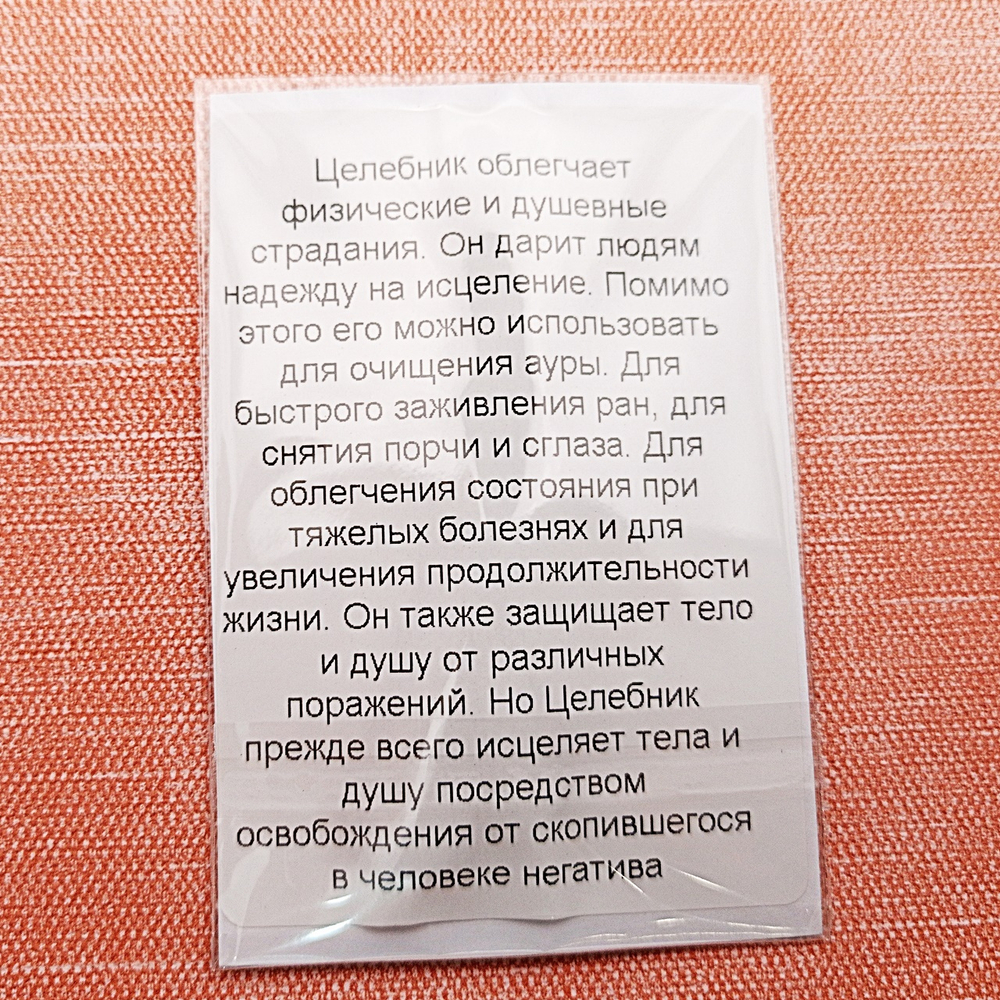 Целебник облегчает
физические и душевные
страдания. Он дарит людям
надежду на исцеление. Помимо
этого его можно использовать
для очищения ауры. Для
быстрого заживления ран, для
снятия порчи и сглаза. Для
облегчения состояния при
тяжелых болезнях и для
увеличения продолжительности
жизни. Он также защищает тело
и душу от различных
поражений. Но Целебник
прежде всего исцеляет тела и
душу посредством
освобождения от скопившегося
в человеке негатива